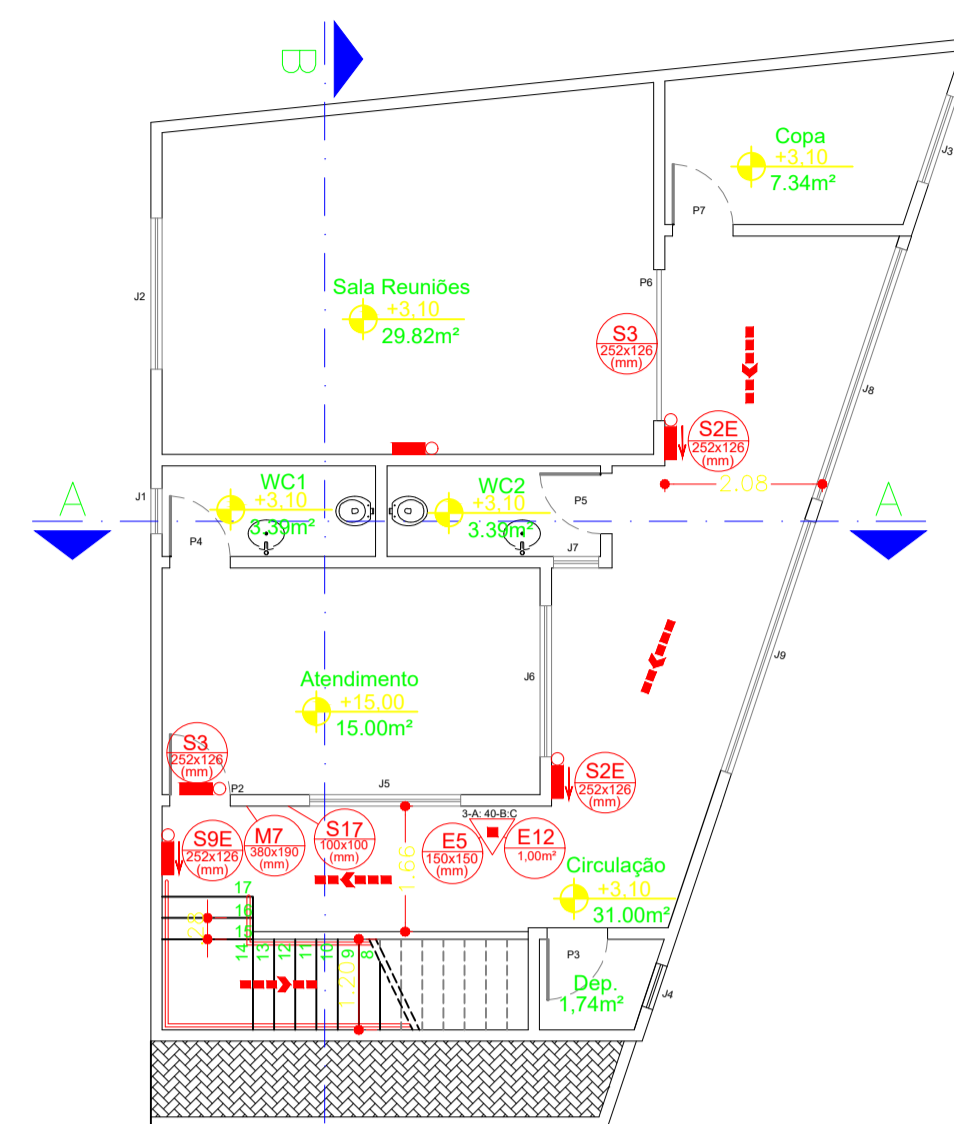 B
Copa
+3,10
7.34m²
J3
P7
Sala Reuniões
+3,10
29.82m²
J2
P6
S3
252x126
(mm)
J8
S2E
252x126
(mm)
2.08
A
A
J1
WC1
+3,10
3.39m²
P4
WC2
+3,10
3.39m²
P5
J7
J9
J6
Atendimento
+15,00
15.00m²
S3
252x126
(mm)
P2
J5
S2E
252x126
(mm)
3-A: 40-B:C
S9E
252x126
(mm)
M7
380x190
(mm)
S17
100x100
(mm)
1.66
E5
150x150
(mm)
E12
1,00m²
Circulação
+3,10
31.00m²
17
16
15
28
14
13
12
11
10
9
8
1.20
P3
Dep.
1,74m²
J4